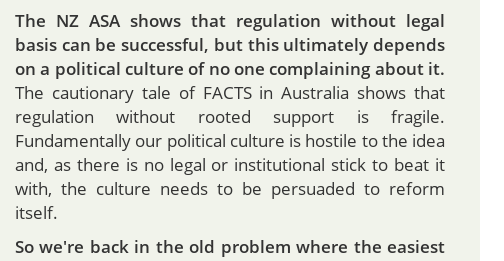 The NZ ASA shows that regulation without legal
basis can be successful, but this ultimately depends
on a political culture of no one complaining about it.
The cautionary tale of FACTS in Australia shows that
regulation without rooted support is fragile.
Fundamentally our political culture is hostile to the idea
and, as there is no legal or institutional stick to beat it
with, the culture needs to be persuaded to reform
itself.
So we're back in the old problem where the easiest